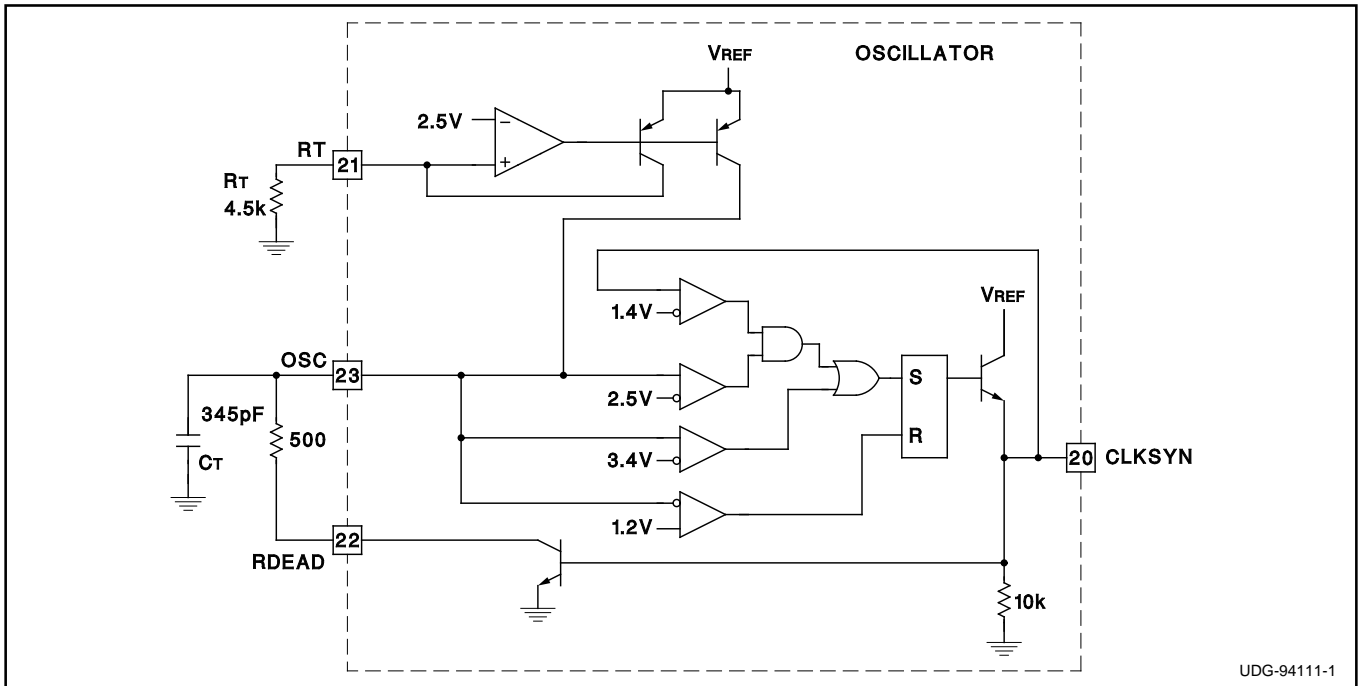 OSCILLATOR
VREF
2.5V
−
+
RT
21
RT
4.5k
1.4V
VREF
OSC
23
2.5V
S
345pF
500
3.4V
R
20 CLKSYN
CT
1.2V
22
RDEAD
10k
UDG-94111-1